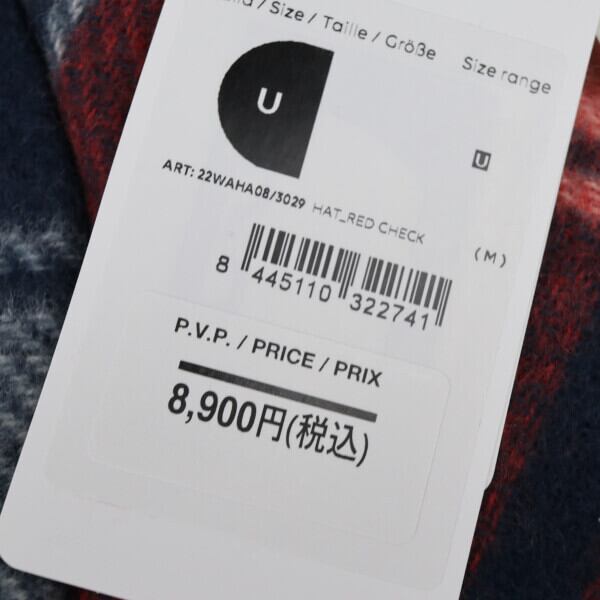 / Size / Taille / Größe Size range
U
U
ART: 22WAHA08/3029 HAT_RED CHECK
(M)
8 445110 322741
P.V.P. / PRICE / PRIX
8,900円(税込)